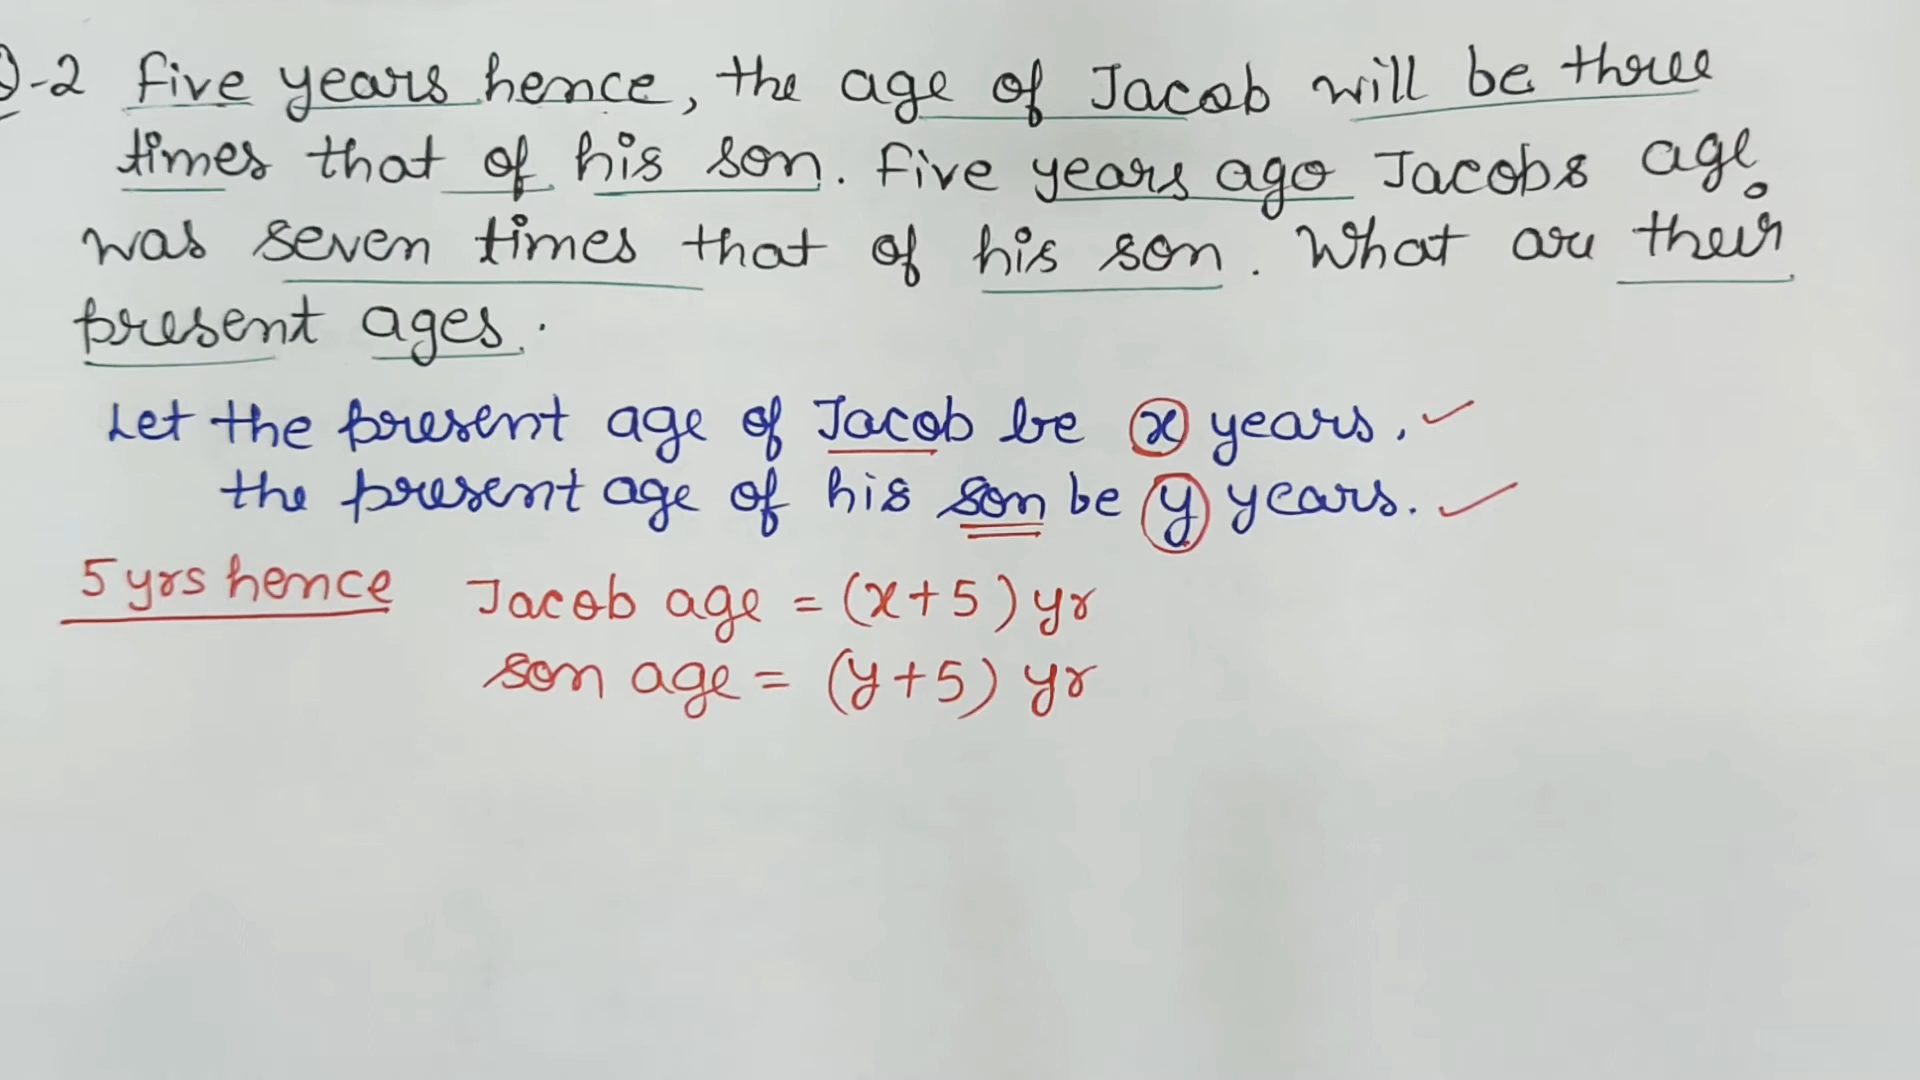 -2 Five years hence, the age of Jacob will be three
times that of his son. Five years ago Jacobs age
was seven times that of his son. What are their
present ages.
Let the present age of Jacob be x years.
the present age of his son be y years.
5 yrs hence Jacob age = (x+5) yr
son age = (y+5) yr